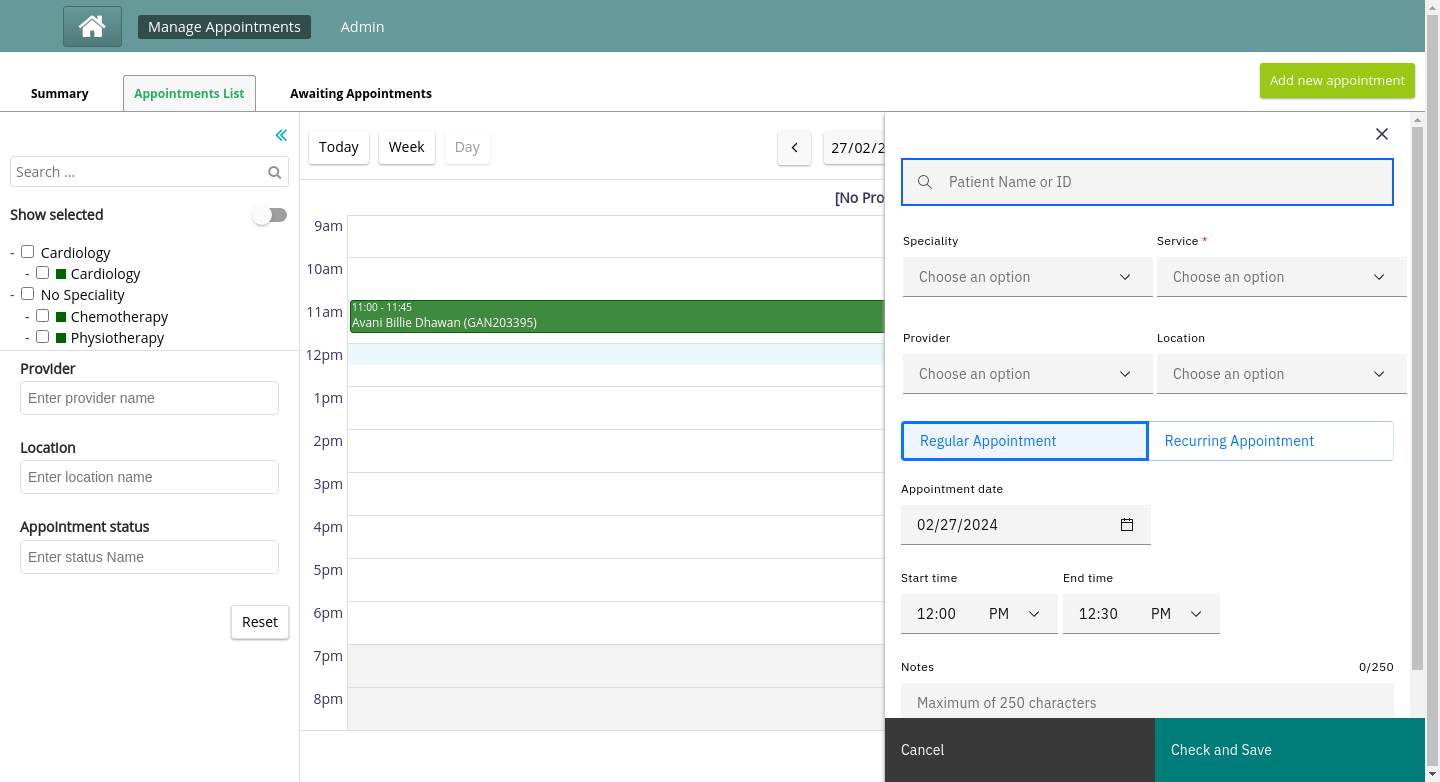 Manage Appointments
Admin
Summary
Appointments List
Awaiting Appointments
Add new appointment
Search ...
Show selected
- Cardiology
- Cardiology
- No Speciality
- Chemotherapy
- Physiotherapy
Provider
Enter provider name
Location
Enter location name
Appointment status
Enter status Name
Reset
Today
Week
Day
27/02/2
[No Pro
9am
10am
11am
11:00 - 11:45
Avani Billie Dhawan (GAN203395)
12pm
1pm
2pm
3pm
4pm
5pm
6pm
7pm
8pm
Patient Name or ID
Speciality
Service *
Choose an option
Choose an option
Provider
Location
Choose an option
Choose an option
Regular Appointment
Recurring Appointment
Appointment date
02/27/2024
Start time
End time
12:00 PM
12:30 PM
Notes
0/250
Maximum of 250 characters
Cancel
Check and Save